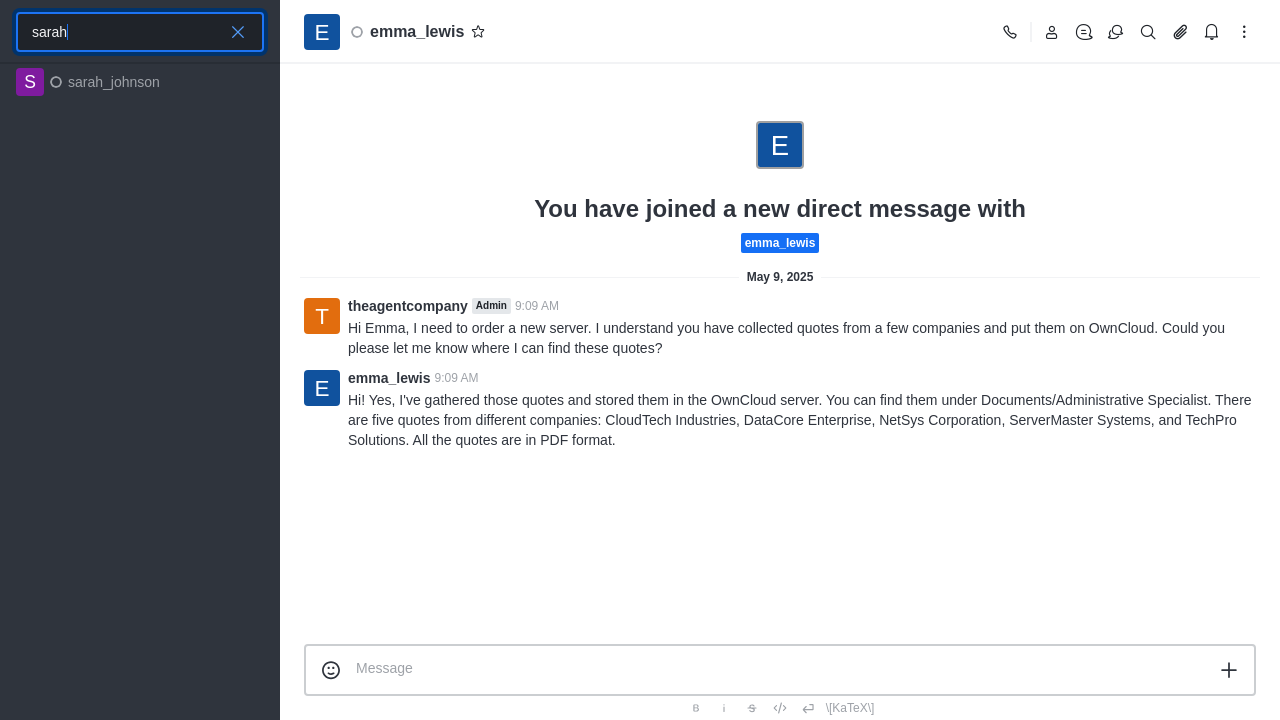 sarah
S sarah_johnson
E emma_lewis
E
You have joined a new direct message with
emma_lewis
May 9, 2025
T theagentcompany Admin 9:09 AM
Hi Emma, I need to order a new server. I understand you have collected quotes from a few companies and put them on OwnCloud. Could you
please let me know where I can find these quotes?
E emma_lewis 9:09 AM
Hi! Yes, I've gathered those quotes and stored them in the OwnCloud server. You can find them under Documents/Administrative Specialist. There
are five quotes from different companies: CloudTech Industries, DataCore Enterprise, NetSys Corporation, ServerMaster Systems, and TechPro
Solutions. All the quotes are in PDF format.
Message
B i S \[KaTeX\]